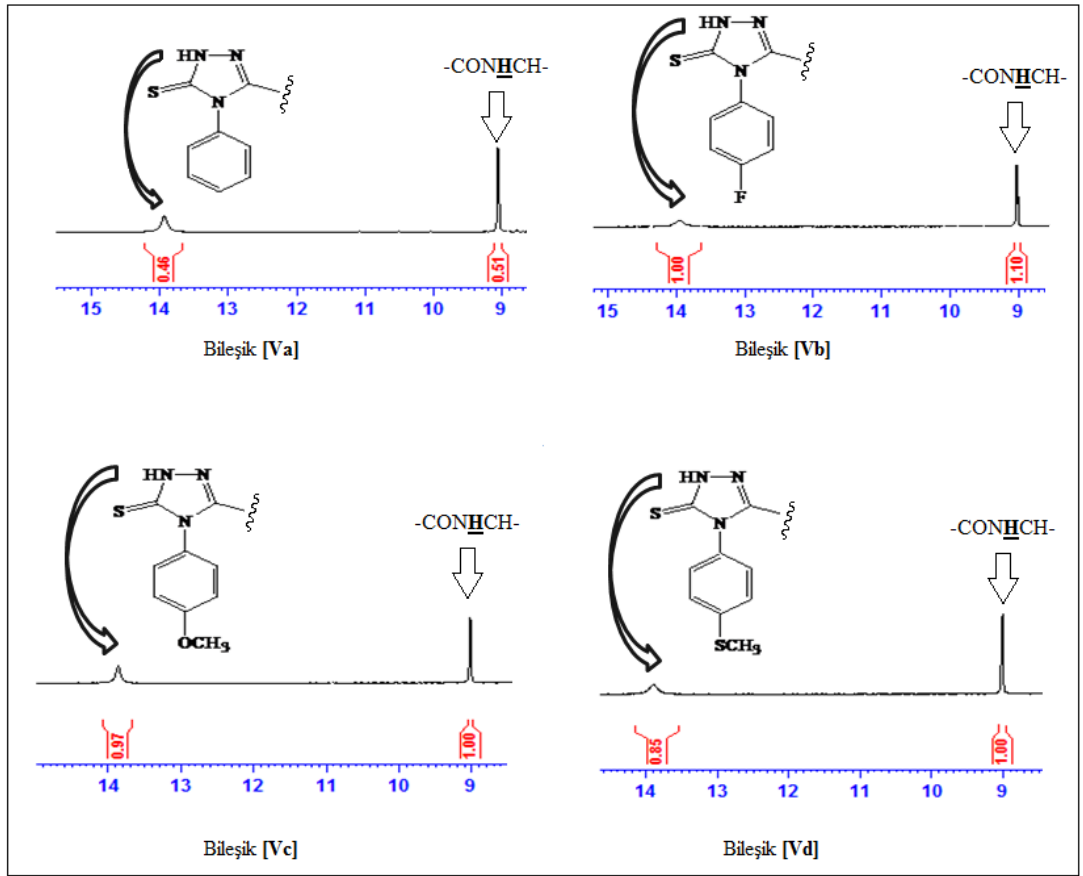 HN—N
S
N
-CONHCH-
0.46
0.51
15 14 13 12 11 10 9
Bileşik [Va]
HN—N
S
N
F
-CONHCH-
1.00
1.10
15 14 13 12 11 10 9
Bileşik [Vb]
HN—N
S
N
OCH3
-CONHCH-
0.97
1.00
14 13 12 11 10 9
Bileşik [Vc]
HN—N
S
N
SCH3
-CONHCH-
0.85
1.00
14 13 12 11 10 9
Bileşik [Vd]